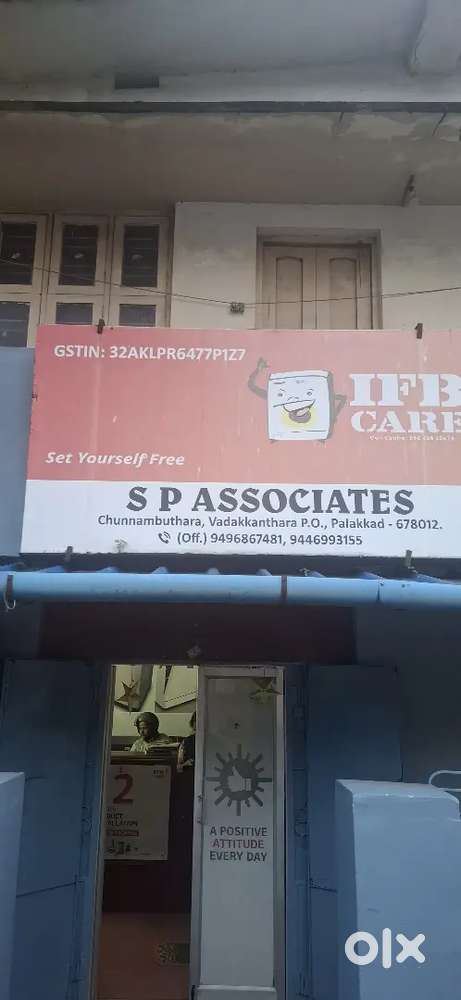 GSTIN: 32AKLPR6477P1Z7
IFB
CARE
Set Yourself Free
S P ASSOCIATES
Chunnambuthara, Vadakkanthara P.O., Palakkad - 678012.
(Off.) 9496867481, 9446993155
2
A POSITIVE
ATTITUDE
EVERY DAY
olx